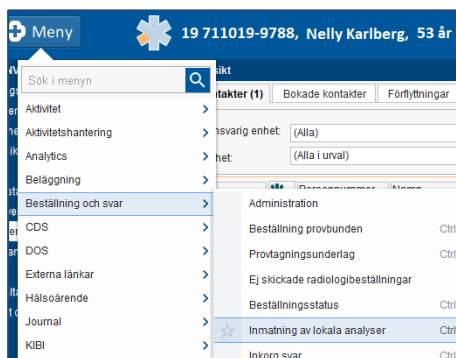 Meny
19 711019-9788, Nelly Karlberg, 53 år
Sök i menyn
Aktivitet
Aktivitetshantering
Analytics
Beläggning
Beställning och svar
CDS
DOS
Externa länkar
Hälsoärende
Journal
KIBI
takter (1) Bokade kontakter Förflyttningar
nsvarig enhet: (Alla)
het: (Alla i urval)
Personnummer Namn
Administration
Beställning provbunden Ctrl
Provtagningsunderlag Ctrl
Ej skickade radiologibeställningar
Beställningsstatus Ctrl
Inmatning av lokala analyser Ctrl
Inkorg svar Ctrl